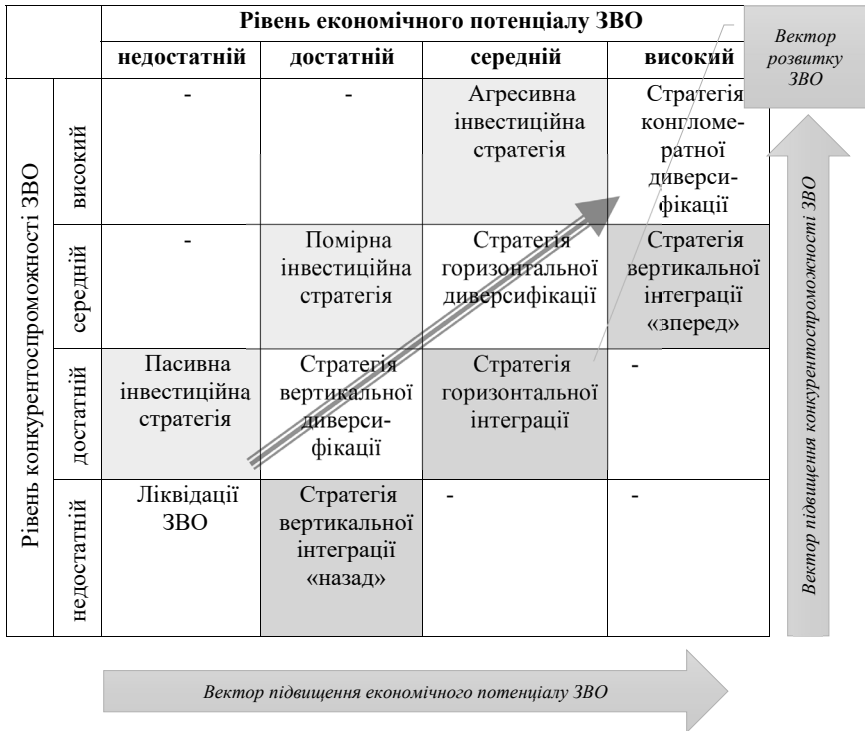 Рівень економічного потенціалу ЗВО
недостатній достатній середній високий
Вектор
розвитку
ЗВО
Рівень конкурентоспроможності ЗВО
високий
-
-
Агресивна
інвестиційна
стратегія
Стратегія
конгломе-
ратної
диверси-
фікації
середній
-
Помірна
інвестиційна
стратегія
Стратегія
горизонтальної
диверсифікації
Стратегія
вертикальної
інтеграції
«вперед»
достатній
Пасивна
інвестиційна
стратегія
Стратегія
вертикальної
диверси-
фікації
Стратегія
горизонтальної
інтеграції
-
недостатній
Ліквідації
ЗВО
Стратегія
вертикальної
інтеграції
«назад»
-
-
Вектор підвищення конкурентоспроможності ЗВО
Вектор підвищення економічного потенціалу ЗВО